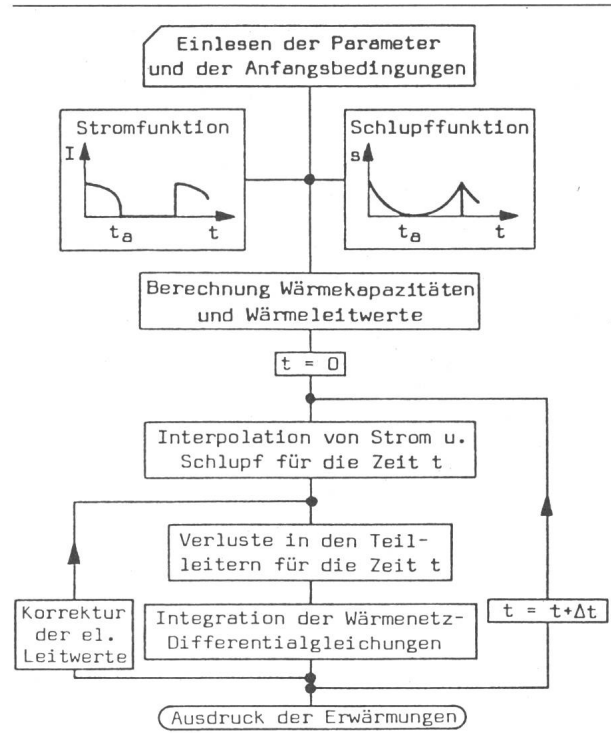 Einlesen der Parameter
und der Anfangsbedingungen
Stromfunktion
I
t_a
t
Schlupffunktion
s
t_a
t
Berechnung Wärmekapazitäten
und Wärmeleitwerte
t = 0
Interpolation von Strom u.
Schlupf für die Zeit t
Verluste in den Teil-
leitern für die Zeit t
Korrektur
der el.
Leitwerte
Integration der Wärmenetz-
Differentialgleichungen
t = t+Δt
Ausdruck der Erwärmungen